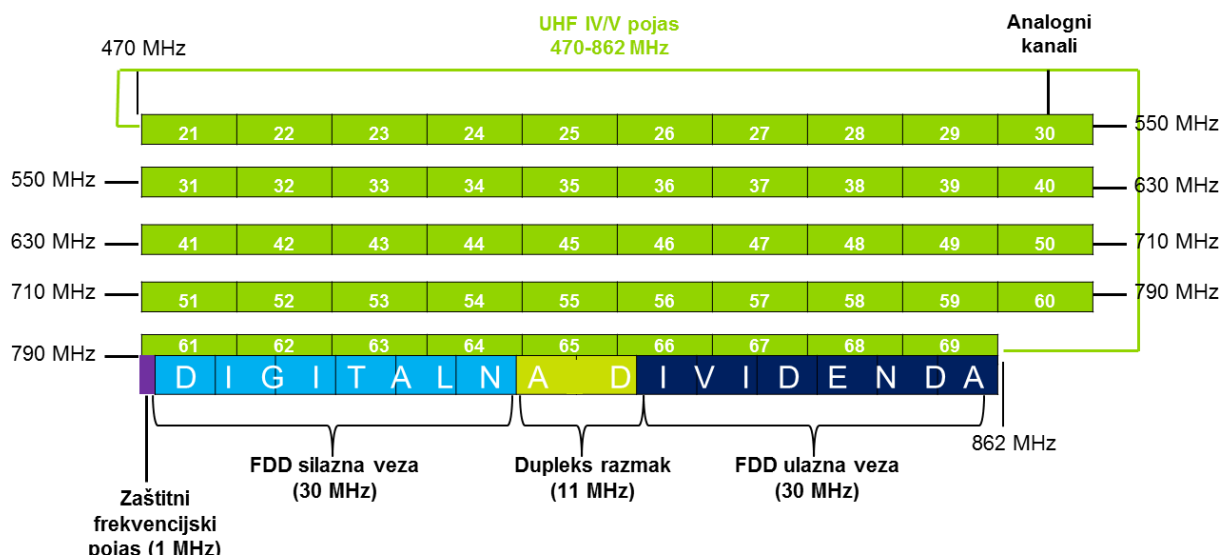 UHF IV/V pojas
470-862 MHz
Analogni
kanali
470 MHz
21 22 23 24 25 26 27 28 29 30
550 MHz
550 MHz
31 32 33 34 35 36 37 38 39 40
630 MHz
630 MHz
41 42 43 44 45 46 47 48 49 50
710 MHz
710 MHz
51 52 53 54 55 56 57 58 59 60
790 MHz
790 MHz
61 62 63 64 65 66 67 68 69
DIGITALNA DIVIDENDA
862 MHz
FDD silazna veza
(30 MHz)
Dupleks razmak
(11 MHz)
FDD ulazna veza
(30 MHz)
Zaštitni
frekvencijski
pojas (1 MHz)